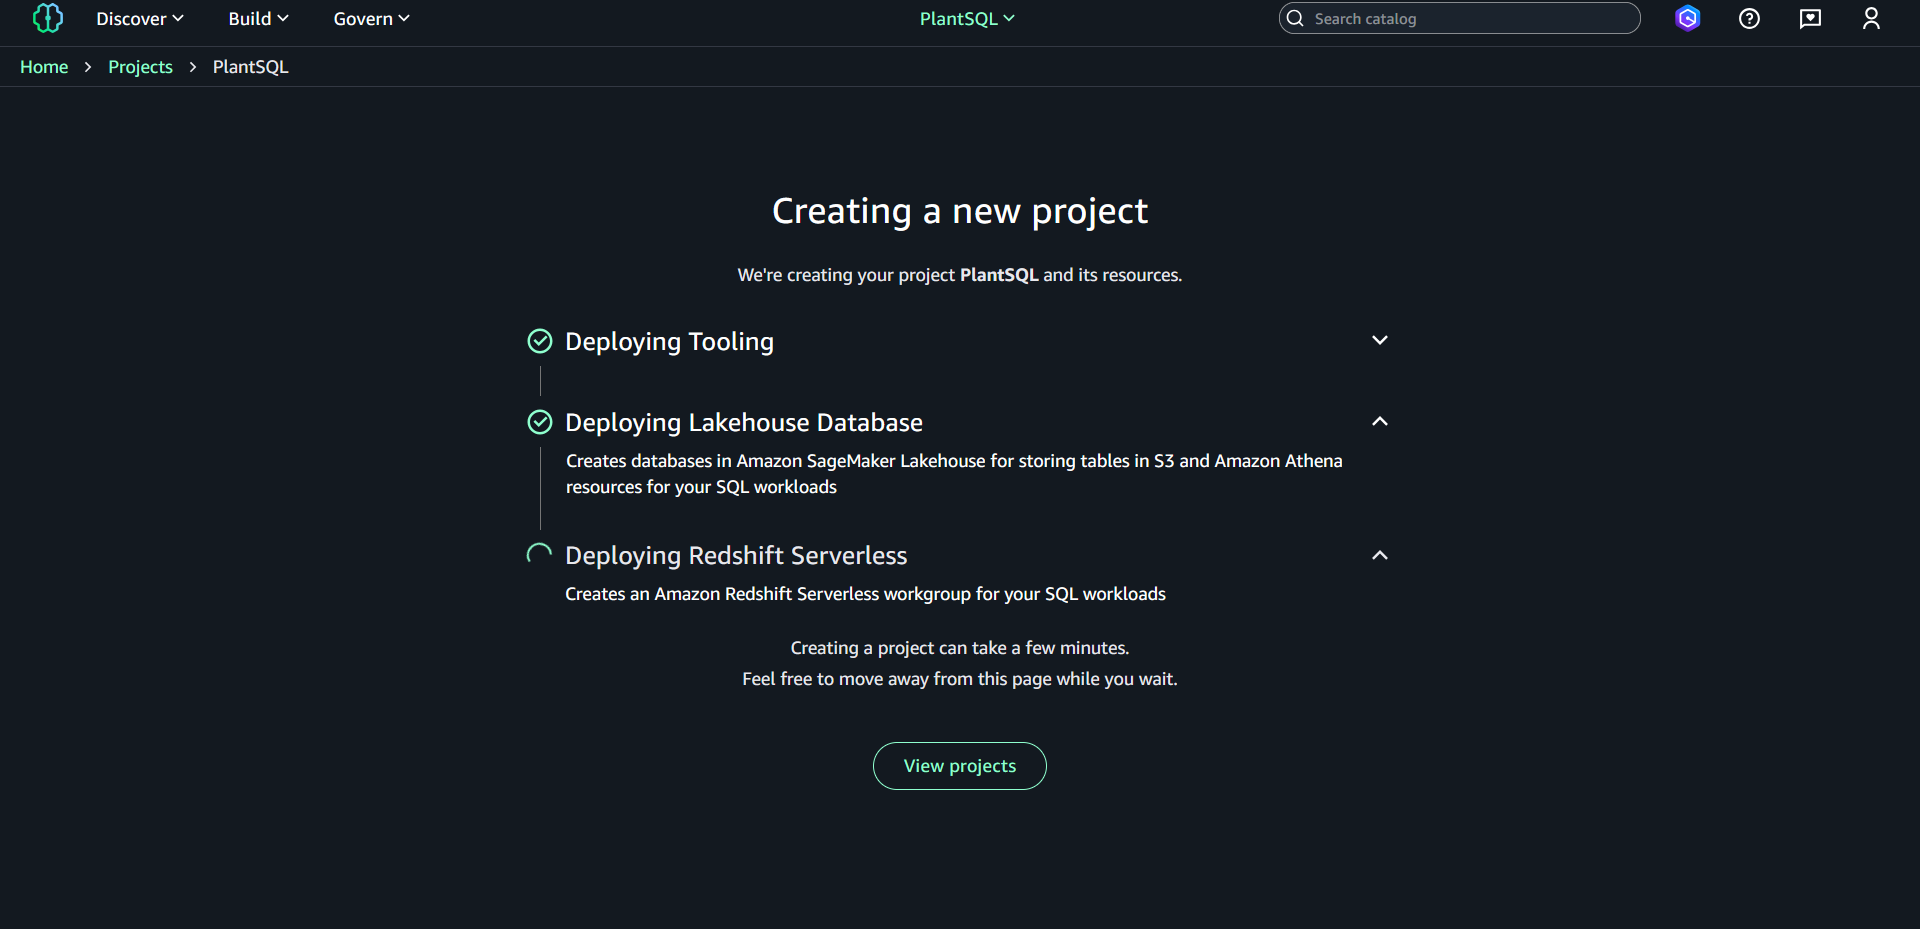 Discover Build Govern PlantSQL Search catalog
Home > Projects > PlantSQL
Creating a new project
We're creating your project PlantSQL and its resources.
Deploying Tooling
Deploying Lakehouse Database
Creates databases in Amazon SageMaker Lakehouse for storing tables in S3 and Amazon Athena
resources for your SQL workloads
Deploying Redshift Serverless
Creates an Amazon Redshift Serverless workgroup for your SQL workloads
Creating a project can take a few minutes.
Feel free to move away from this page while you wait.
View projects